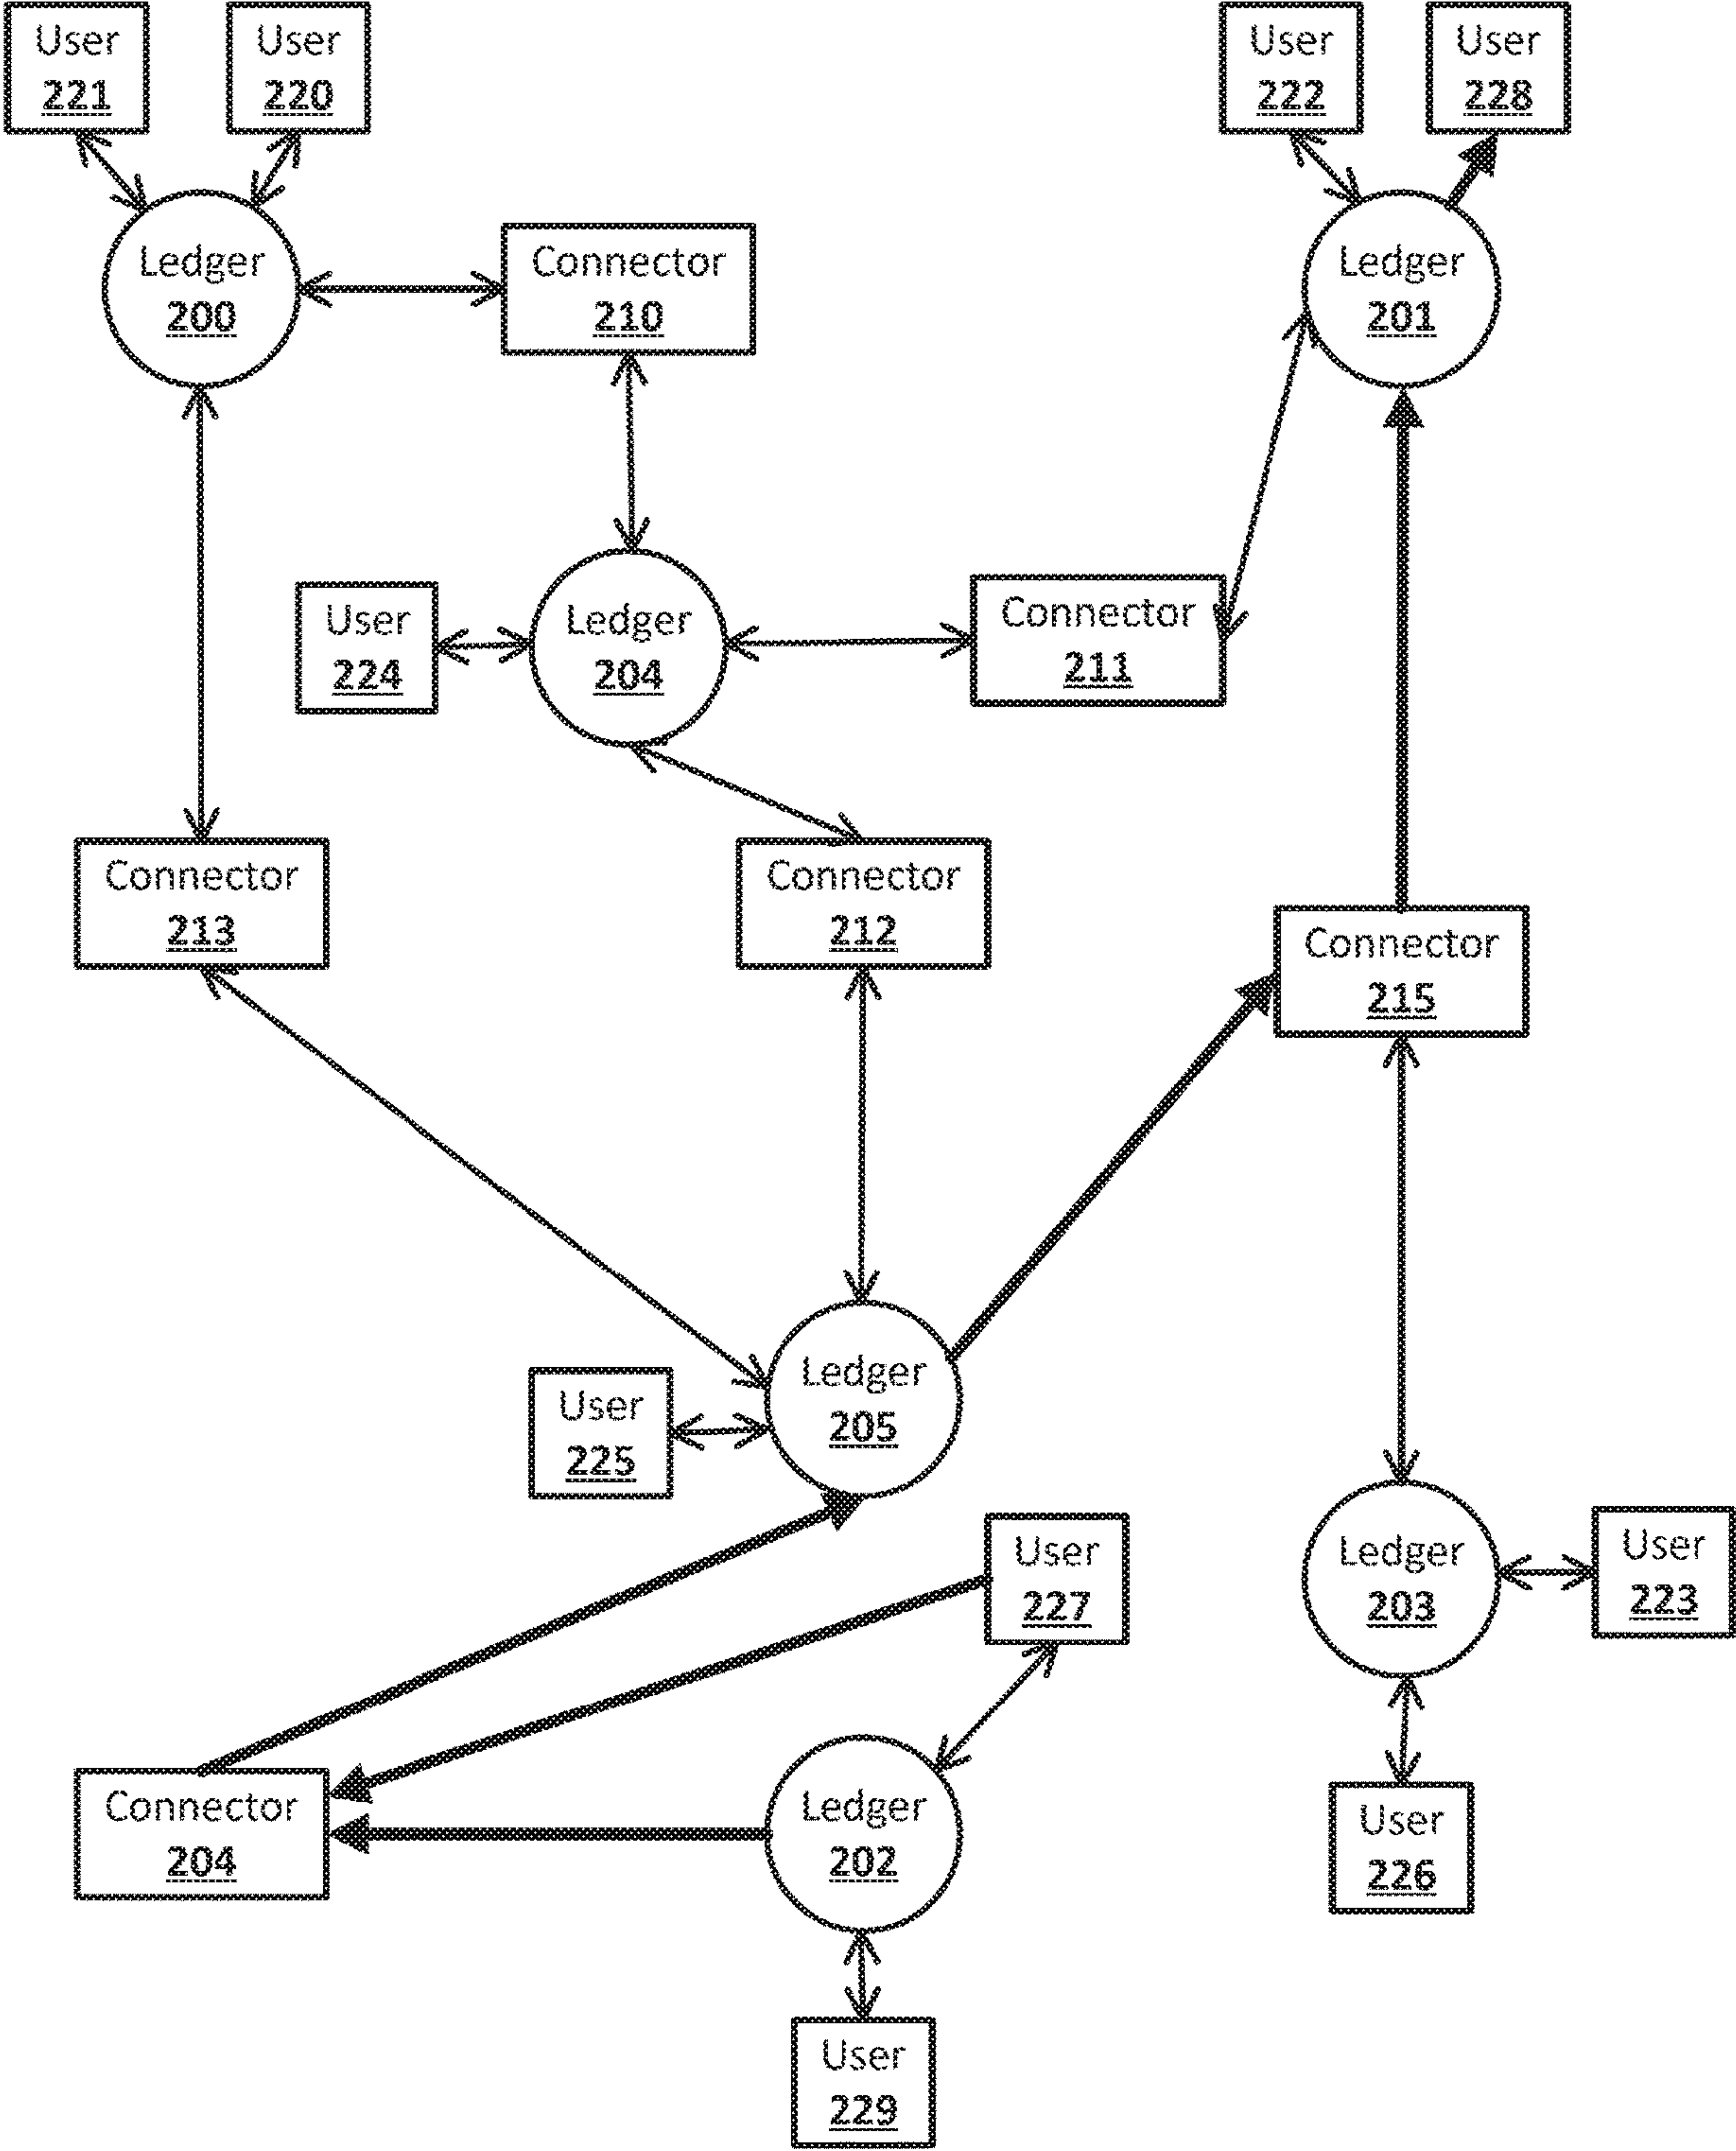 User
221
User
220
User
222
User
228
Ledger
200
Connector
210
Ledger
201
User
224
Ledger
204
Connector
211
Connector
213
Connector
212
Connector
215
Ledger
205
User
225
User
227
Ledger
203
User
223
Connector
204
Ledger
202
User
226
User
229